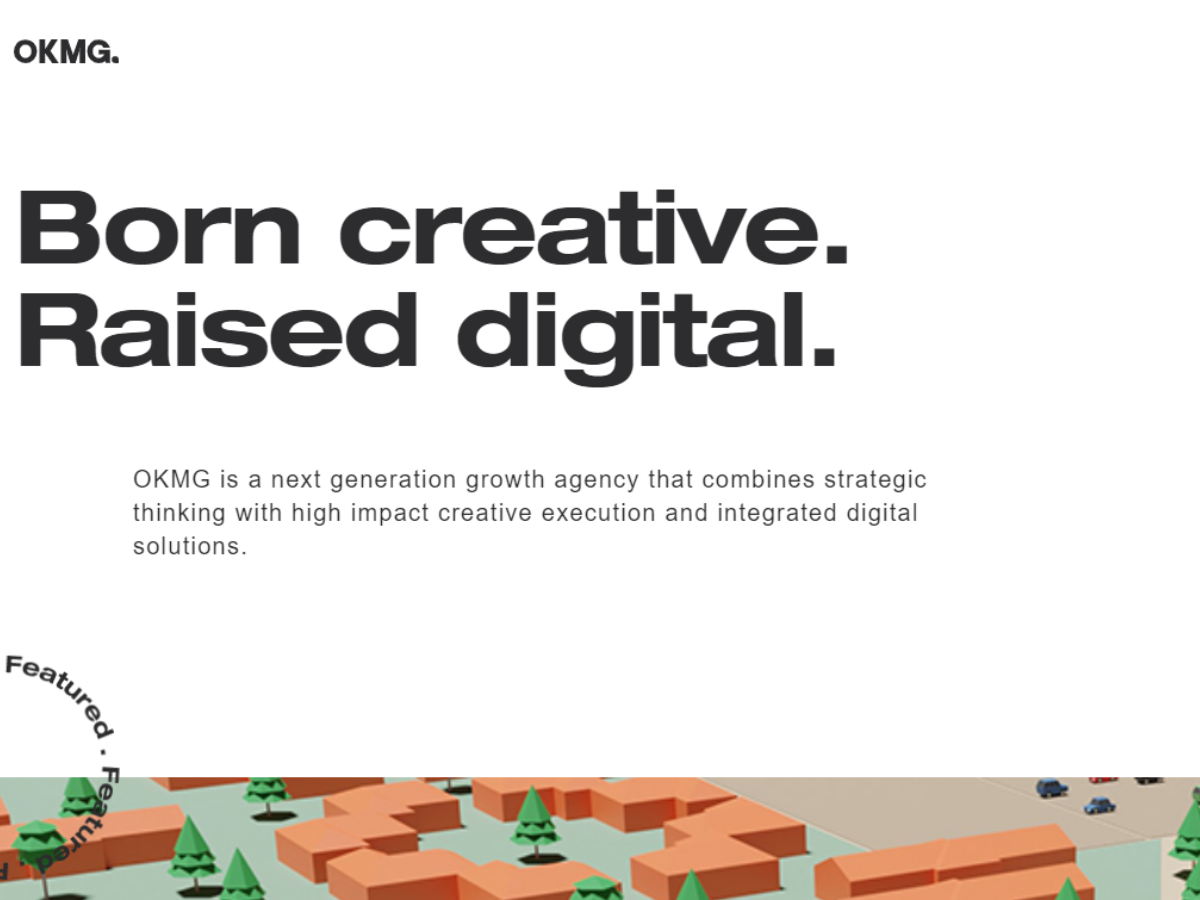 OKMG.
Born creative.
Raised digital.
OKMG is a next generation growth agency that combines strategic
thinking with high impact creative execution and integrated digital
solutions.
Featured . Featured .